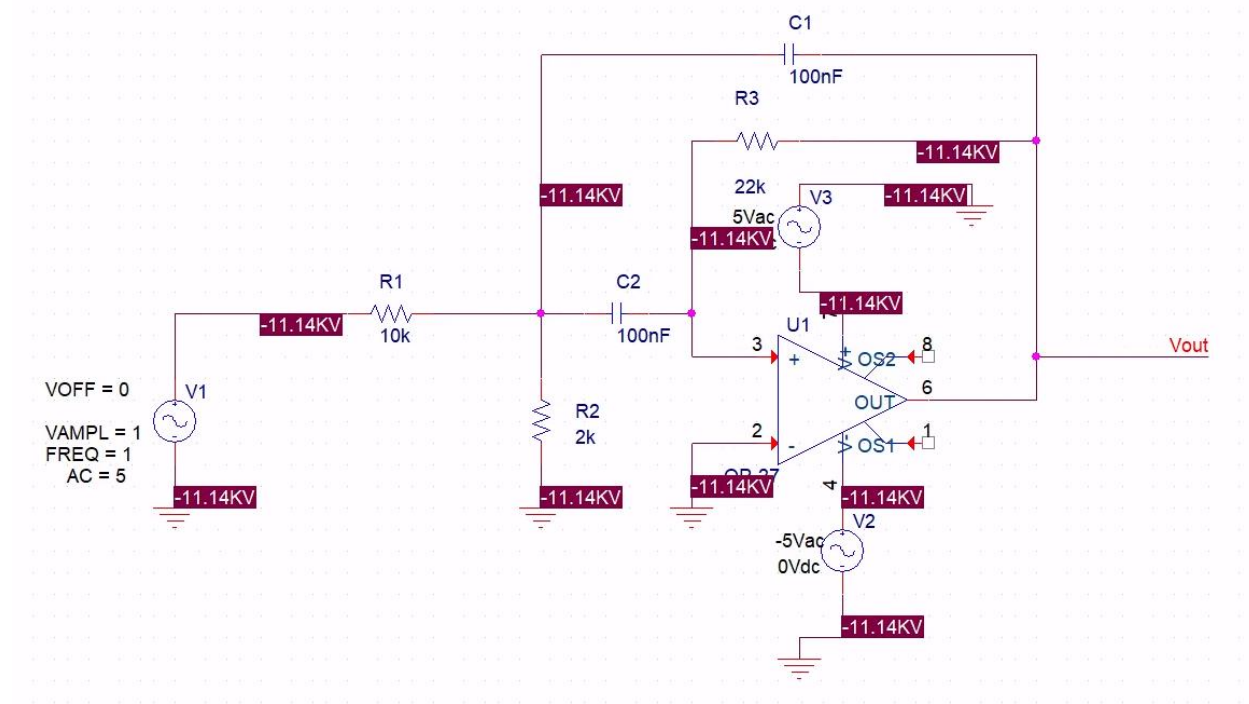 C1
100nF
R3
-11.14KV
-11.14KV
22k
V3
-11.14KV
5Vac
-11.14KV
R1
C2
-11.14KV
-11.14KV
10k
100nF
U1
7
3
+
V+
OS2
8
Vout
VOFF = 0
V1
OUT
6
VAMPL = 1
FREQ = 1
AC = 5
R2
2k
2
-
V-
OS1
1
4
-11.14KV
-11.14KV
-11.14KV
-11.14KV
V2
-5Vac
0Vdc
-11.14KV